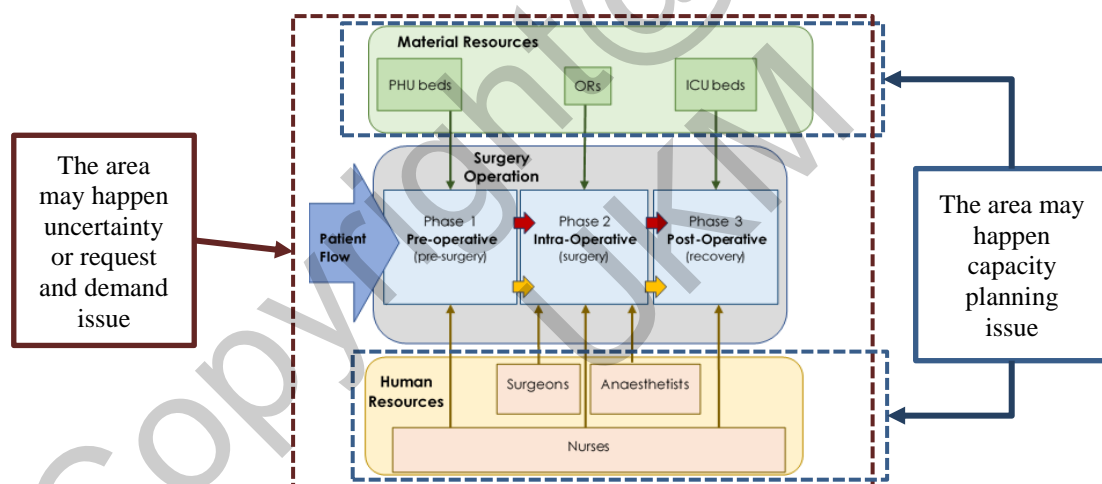 Material Resources
PHU beds
ORs
ICU beds
The area
may happen
uncertainty
or request
and demand
issue
Surgery
Operation
Patient
Flow
Phase 1
Pre-operative
(pre-surgery)
Phase 2
Intra-Operative
(surgery)
Phase 3
Post-Operative
(recovery)
The area may
happen
capacity
planning
issue
Human
Resources
Surgeons
Anaesthetists
Nurses
Copyright@
UKM